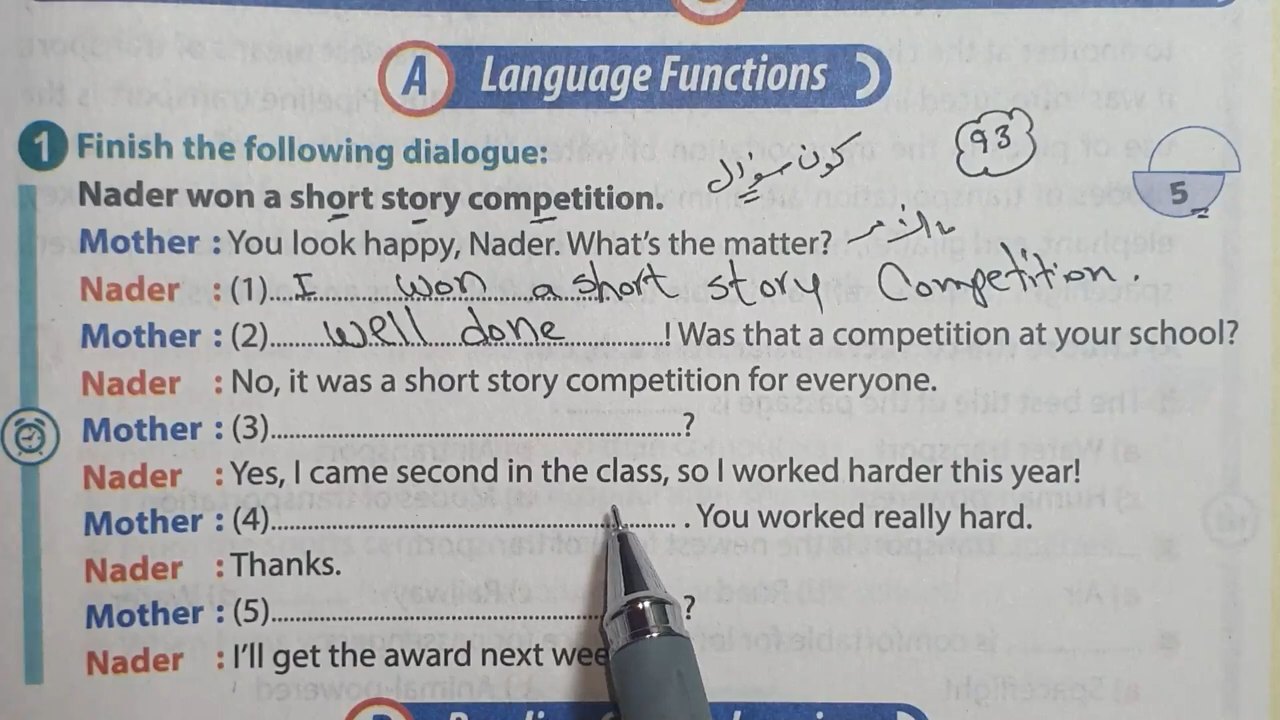 A Language Functions
1 Finish the following dialogue:
كون سؤال
93
5
Nader won a short story competition.
Mother : You look happy, Nader. What's the matter?
Nader : (1)... I won a short story Competition.
Mother : (2)....... well done ..............! Was that a competition at your school?
Nader : No, it was a short story competition for everyone.
Mother : (3).......................................................?
Nader : Yes, I came second in the class, so I worked harder this year!
Mother : (4)....................................................... . You worked really hard.
Nader : Thanks.
Mother : (5)............................................ ?
Nader : I'll get the award next wee